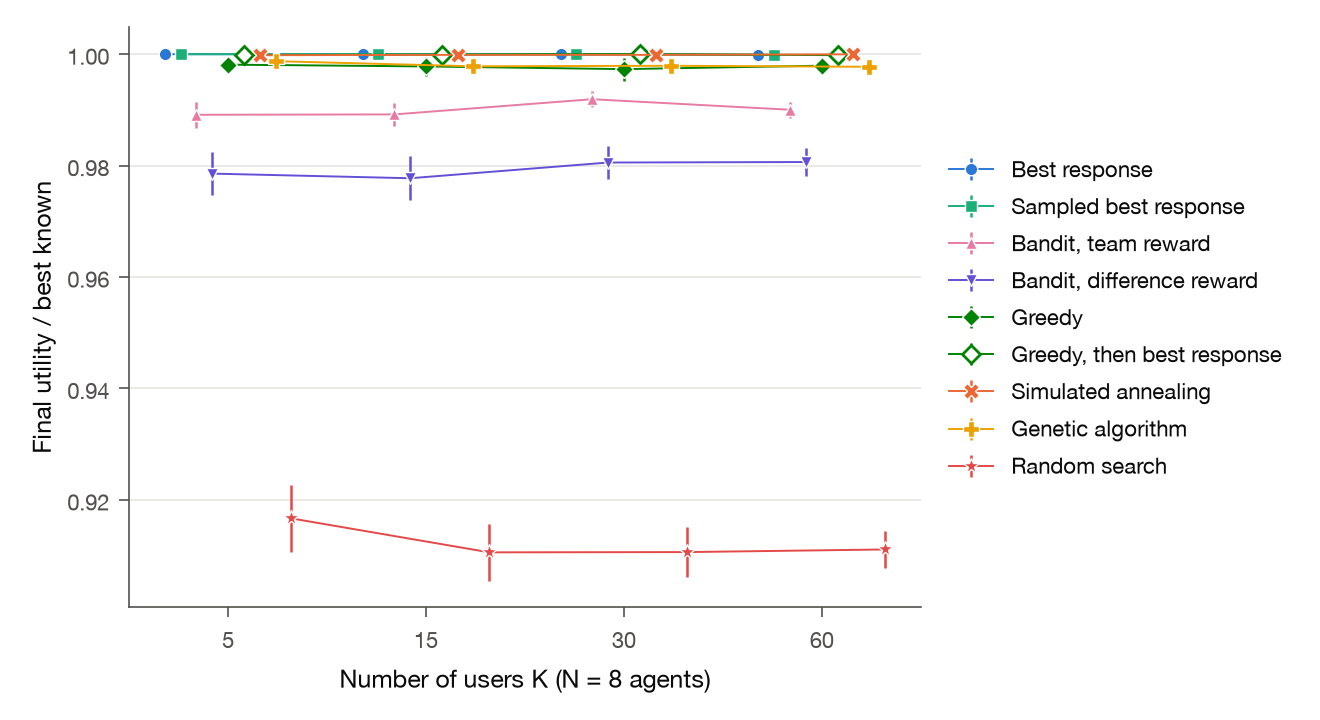 1.00
0.98
0.96
0.94
0.92
Final utility / best known
5
15
30
60
Number of users K (N = 8 agents)
Best response
Sampled best response
Bandit, team reward
Bandit, difference reward
Greedy
Greedy, then best response
Simulated annealing
Genetic algorithm
Random search